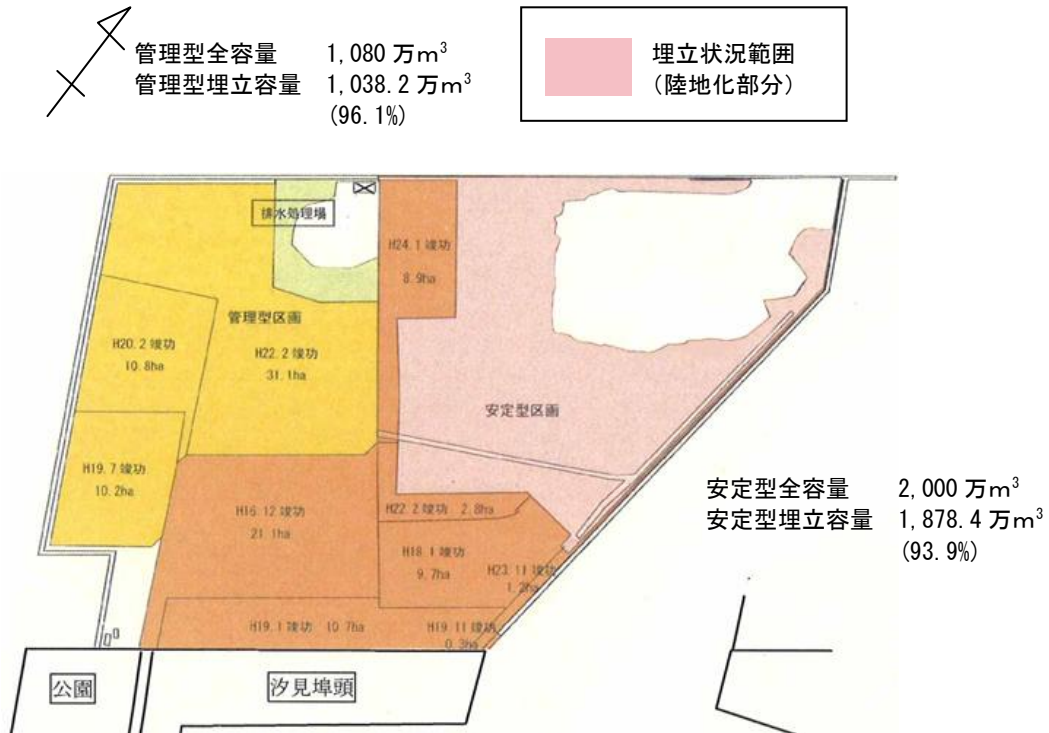 管理型全容量 1,080 万m³
管理型埋立容量 1,038.2 万m³
(96.1%)
埋立状況範囲
(陸地化部分)
排水処理場
H24.1 竣功
8.9ha
管理型区画
H20.2 竣功
10.8ha
H22.2 竣功
31.1ha
安定型区画
H19.7 竣功
10.2ha
H16.12 竣功
21.1ha
H22.2 竣功 2.8ha
H18.1 竣功
9.7ha
H23.11 竣功
1.2ha
H19.1 竣功 10.7ha
H19.11 竣功
0.3ha
安定型全容量 2,000 万m³
安定型埋立容量 1,878.4 万m³
(93.9%)
公園
汐見埠頭